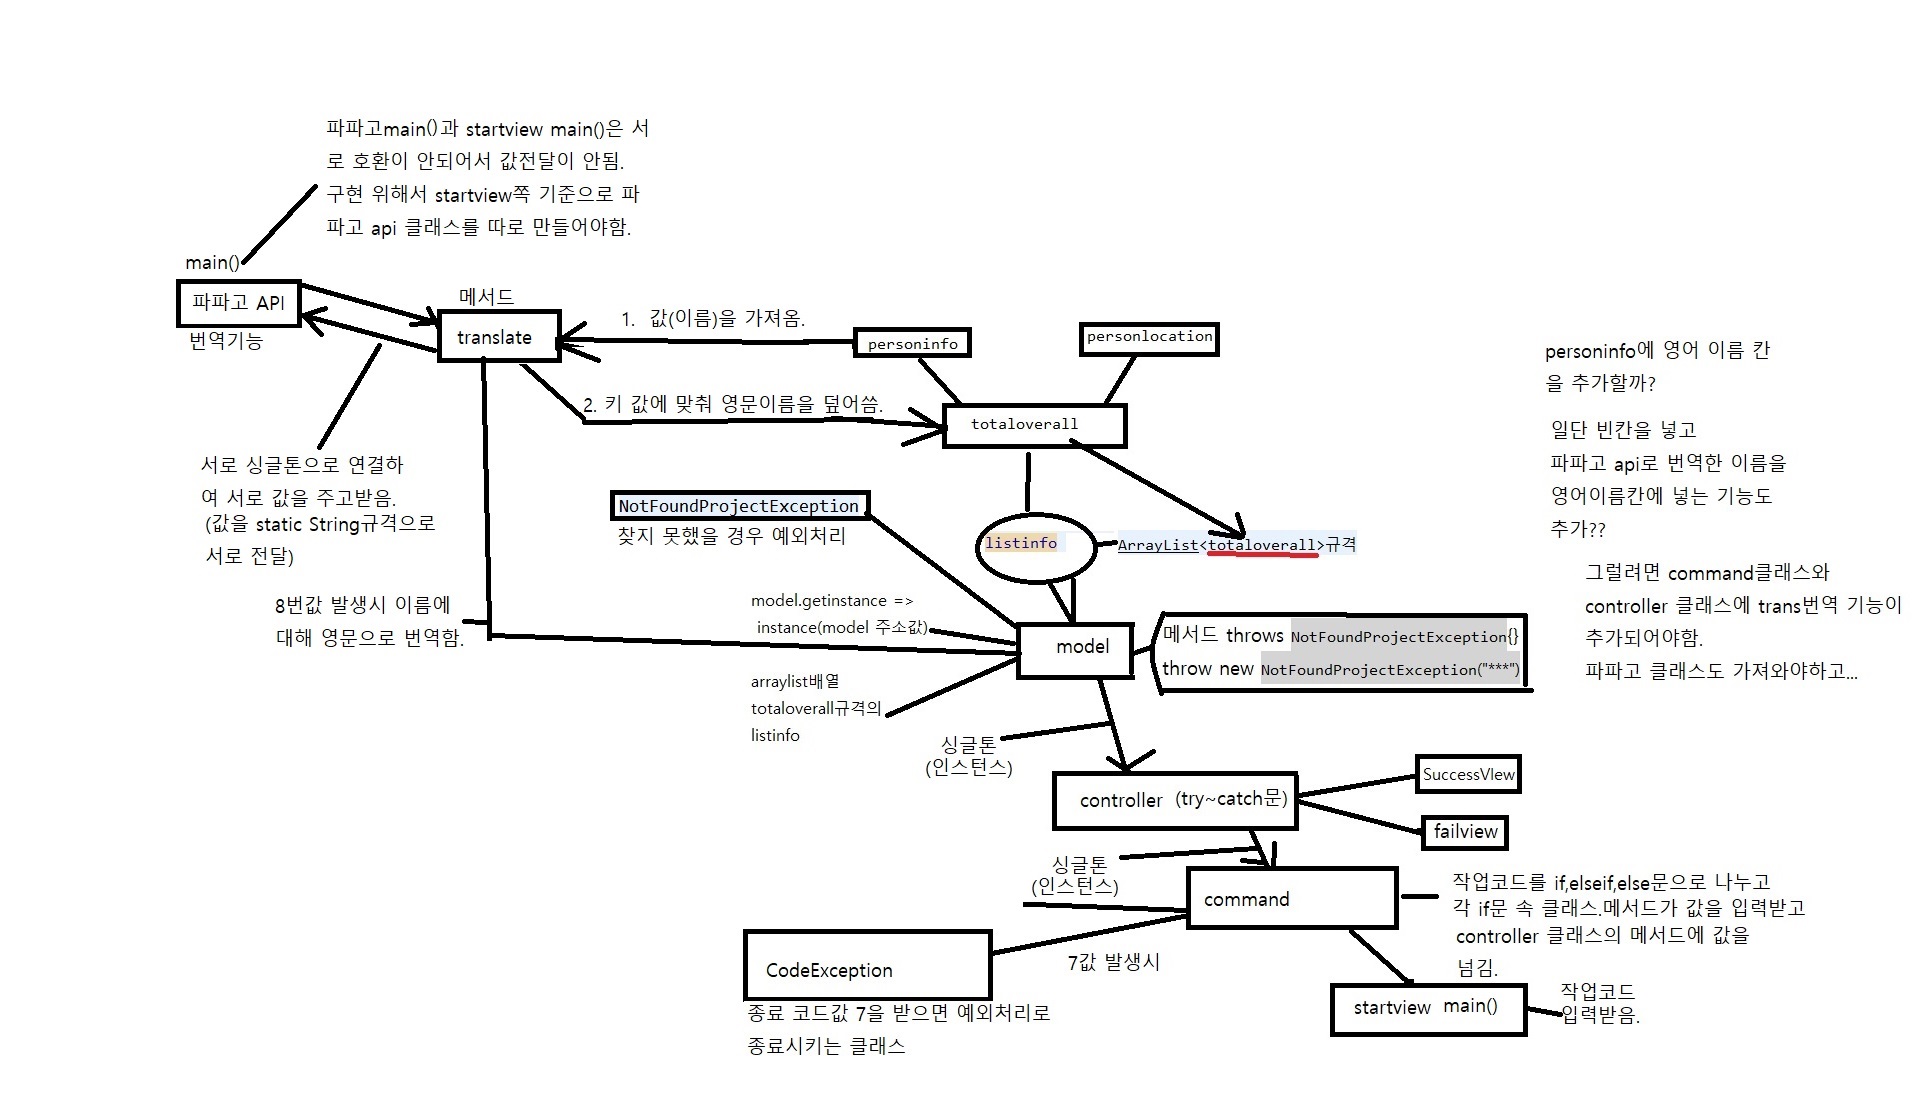 파파고main()과 startview main()은 서
로 호환이 안되어서 값전달이 안됨.
구현 위해서 startview쪽 기준으로 파
파고 api 클래스를 따로 만들어야함.
main()
파파고 API
번역기능
메서드
translate
1. 값(이름)을 가져옴.
personinfo
personlocation
2. 키 값에 맞춰 영문이름을 덮어씀.
totaloverall
personinfo에 영어 이름 칸
을 추가할까?
일단 빈칸을 넣고
파파고 api로 번역한 이름을
영어이름칸에 넣는 기능도
추가??
그럴려면 command클래스와
controller 클래스에 trans번역 기능이
추가되어야함.
파파고 클래스도 가져와야하고...
서로 싱글톤으로 연결하
여 서로 값을 주고받음.
(값을 static String규격으로
서로 전달)
NotFoundProjectException
찾지 못했을 경우 예외처리
listinfo
ArrayList<totaloverall>규격
8번값 발생시 이름에
대해 영문으로 번역함.
model.getinstance =>
instance(model 주소값)
model
메서드 throws NotFoundProjectException{}
throw new NotFoundProjectException("***")
arraylist배열
totaloverall규격의
listinfo
싱글톤
(인스턴스)
controller (try~catch문)
SuccessVIew
failview
싱글톤
(인스턴스)
command
작업코드를 if,elseif,else문으로 나누고
각 if문 속 클래스.메서드가 값을 입력받고
controller 클래스의 메서드에 값을
넘김.
CodeException
7값 발생시
종료 코드값 7을 받으면 예외처리로
종료시키는 클래스
startview main()
작업코드
입력받음.